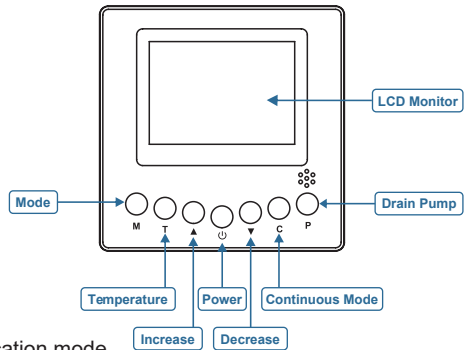 LCD Monitor
Mode
Drain Pump
M T ▲ ⏻ ▼ C P
Temperature
Power
Continuous Mode
Increase
Decrease